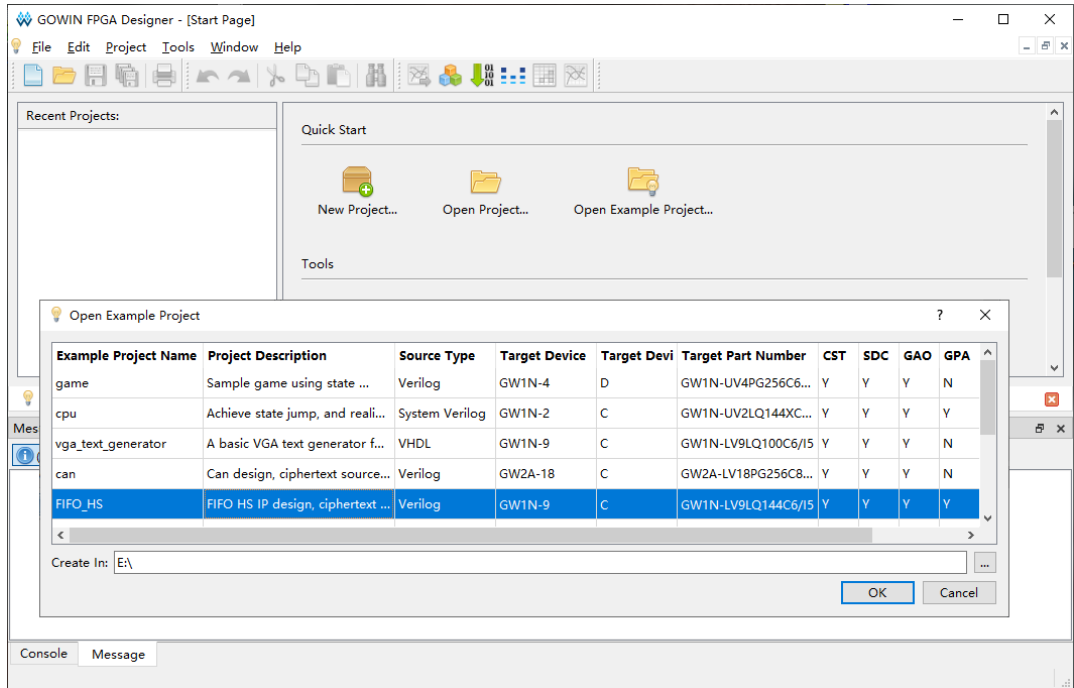 GOWIN FPGA Designer - [Start Page]
File Edit Project Tools Window Help
Recent Projects:
Quick Start
New Project... Open Project... Open Example Project...
Tools
Open Example Project
Example Project Name Project Description Source Type Target Device Target Devi Target Part Number CST SDC GAO GPA
game Sample game using state ... Verilog GW1N-4 D GW1N-UV4PG256C6... Y Y Y N
cpu Achieve state jump, and reali... System Verilog GW1N-2 C GW1N-UV2LQ144XC... Y Y Y Y
vga_text_generator A basic VGA text generator f... VHDL GW1N-9 C GW1N-LV9LQ100C6/I5 Y Y Y N
can Can design, ciphertext source... Verilog GW2A-18 C GW2A-LV18PG256C8... Y Y Y N
FIFO_HS FIFO HS IP design, ciphertext ... Verilog GW1N-9 C GW1N-LV9LQ144C6/I5 Y Y Y Y
Mes
Create In: E:\ ...
OK Cancel
Console Message